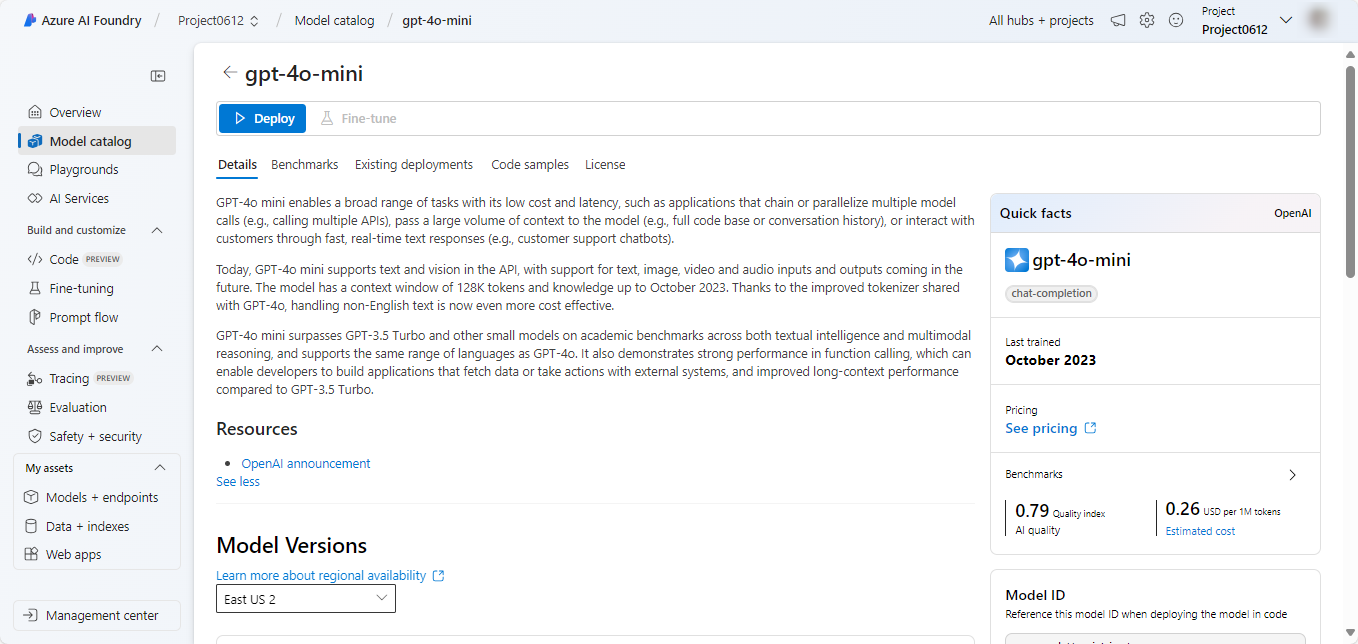 Azure AI Foundry / Project0612 / Model catalog / gpt-4o-mini
All hubs + projects
Project
Project0612
Overview
Model catalog
Playgrounds
AI Services
Build and customize
Code PREVIEW
Fine-tuning
Prompt flow
Assess and improve
Tracing PREVIEW
Evaluation
Safety + security
My assets
Models + endpoints
Data + indexes
Web apps
Management center
gpt-4o-mini
Deploy
Fine-tune
Details Benchmarks Existing deployments Code samples License
GPT-4o mini enables a broad range of tasks with its low cost and latency, such as applications that chain or parallelize multiple model
calls (e.g., calling multiple APIs), pass a large volume of context to the model (e.g., full code base or conversation history), or interact with
customers through fast, real-time text responses (e.g., customer support chatbots).
Today, GPT-4o mini supports text and vision in the API, with support for text, image, video and audio inputs and outputs coming in the
future. The model has a context window of 128K tokens and knowledge up to October 2023. Thanks to the improved tokenizer shared
with GPT-4o, handling non-English text is now even more cost effective.
GPT-4o mini surpasses GPT-3.5 Turbo and other small models on academic benchmarks across both textual intelligence and multimodal
reasoning, and supports the same range of languages as GPT-4o. It also demonstrates strong performance in function calling, which can
enable developers to build applications that fetch data or take actions with external systems, and improved long-context performance
compared to GPT-3.5 Turbo.
Resources
• OpenAI announcement
See less
Model Versions
Learn more about regional availability
East US 2
Quick facts OpenAI
gpt-4o-mini
chat-completion
Last trained
October 2023
Pricing
See pricing
Benchmarks
0.79 Quality index
AI quality
0.26 USD per 1M tokens
Estimated cost
Model ID
Reference this model ID when deploying the model in code